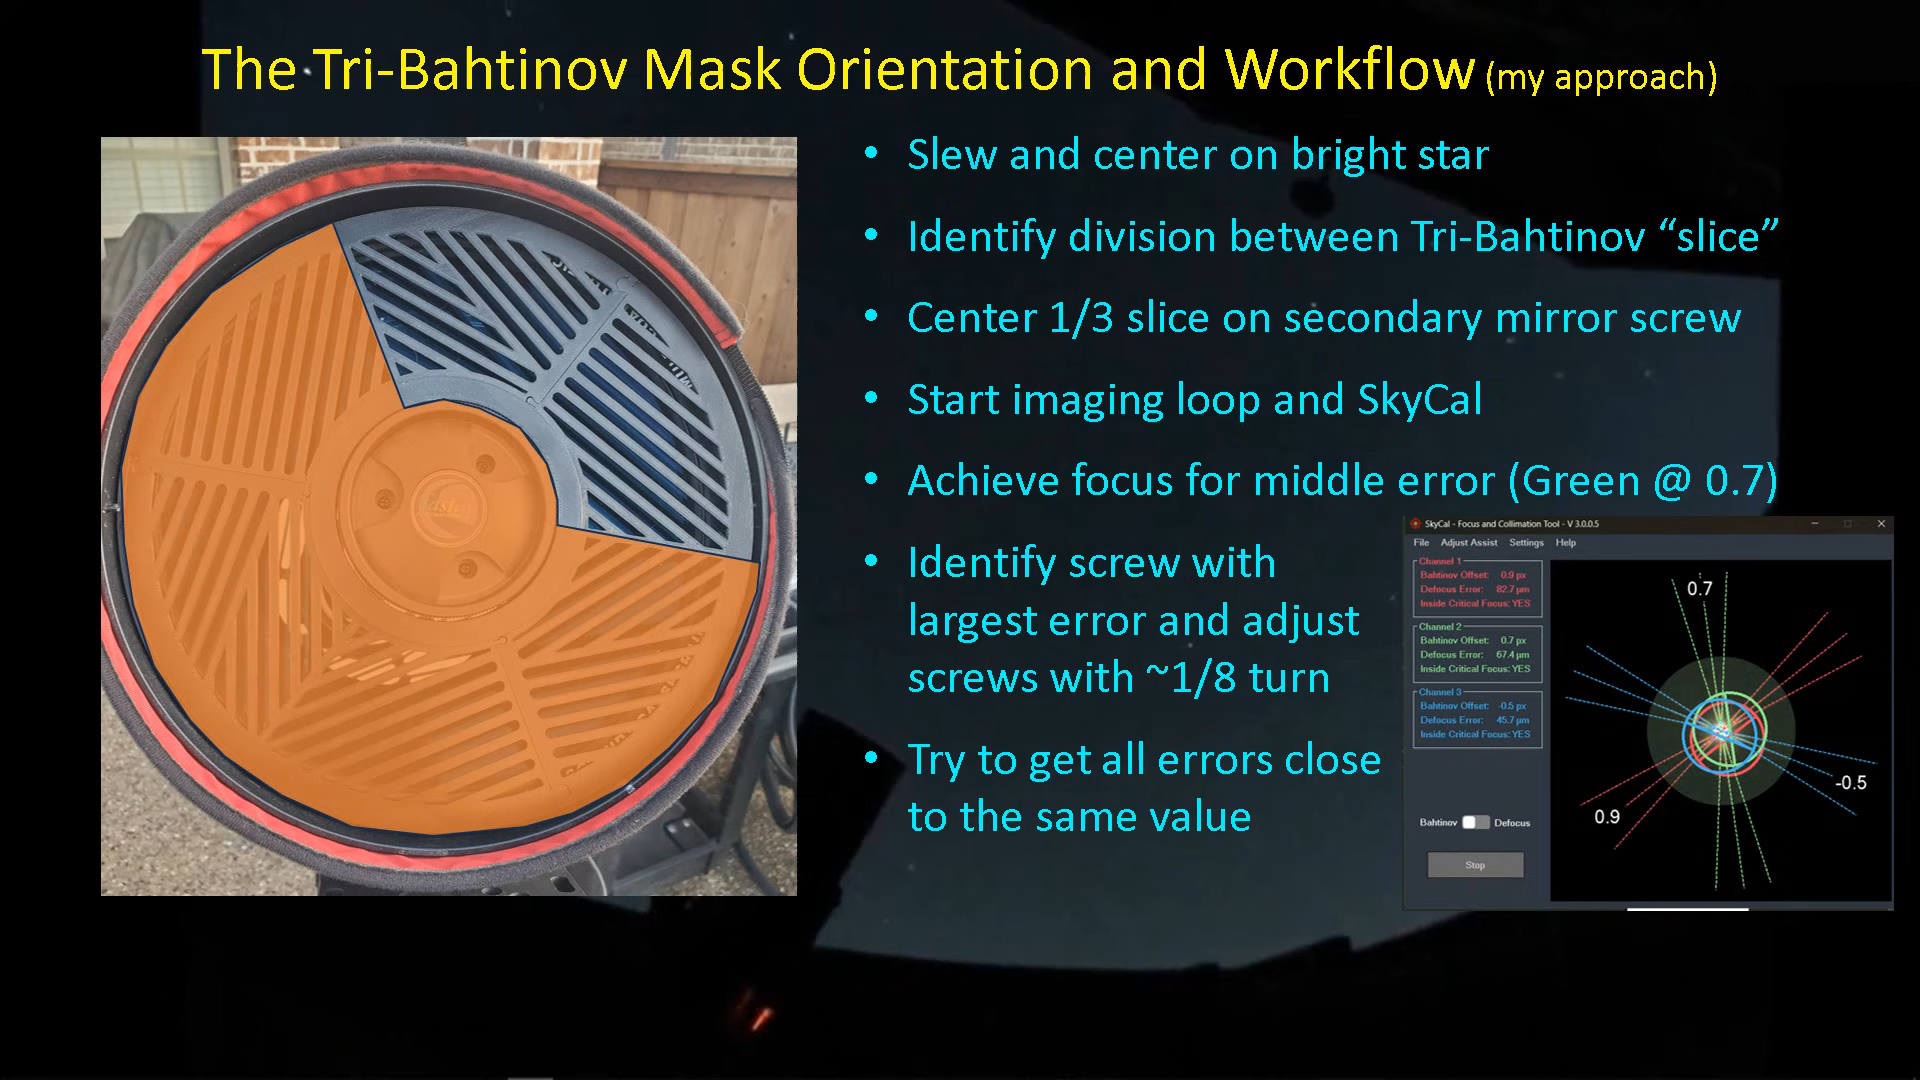 The Tri-Bahtinov Mask Orientation and Workflow (my approach)
• Slew and center on bright star
• Identify division between Tri-Bahtinov “slice”
• Center 1/3 slice on secondary mirror screw
• Start imaging loop and SkyCal
• Achieve focus for middle error (Green @ 0.7)
• Identify screw with
largest error and adjust
screws with ~1/8 turn
• Try to get all errors close
to the same value
SkyCal - Focus and Collimation Tool - V 3.0.0.5
File Adjust Assist Settings Help
Channel 1
Bahtinov Offset: 0.9 px
Defocus Error: 82.7 µm
Inside Critical Focus: YES
Channel 2
Bahtinov Offset: 0.7 px
Defocus Error: 67.4 µm
Inside Critical Focus: YES
Channel 3
Bahtinov Offset: -0.5 px
Defocus Error: 45.7 µm
Inside Critical Focus: YES
Bahtinov Defocus
Stop
0.7
-0.5
0.9